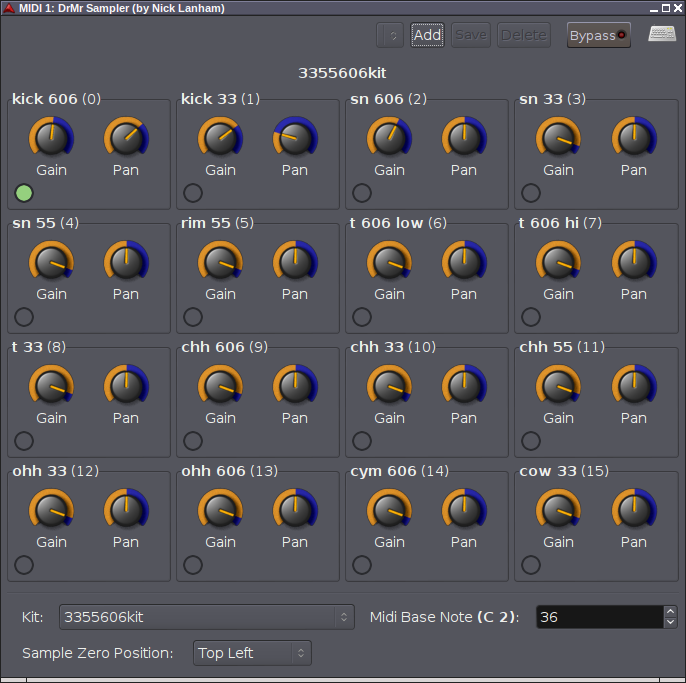 MIDI 1: DrMr Sampler (by Nick Lanham)
Add Save Delete Bypass
3355606kit
kick 606 (0) kick 33 (1) sn 606 (2) sn 33 (3)
Gain Pan Gain Pan Gain Pan Gain Pan
sn 55 (4) rim 55 (5) t 606 low (6) t 606 hi (7)
Gain Pan Gain Pan Gain Pan Gain Pan
t 33 (8) chh 606 (9) chh 33 (10) chh 55 (11)
Gain Pan Gain Pan Gain Pan Gain Pan
ohh 33 (12) ohh 606 (13) cym 606 (14) cow 33 (15)
Gain Pan Gain Pan Gain Pan Gain Pan
Kit: 3355606kit Midi Base Note (C 2): 36
Sample Zero Position: Top Left